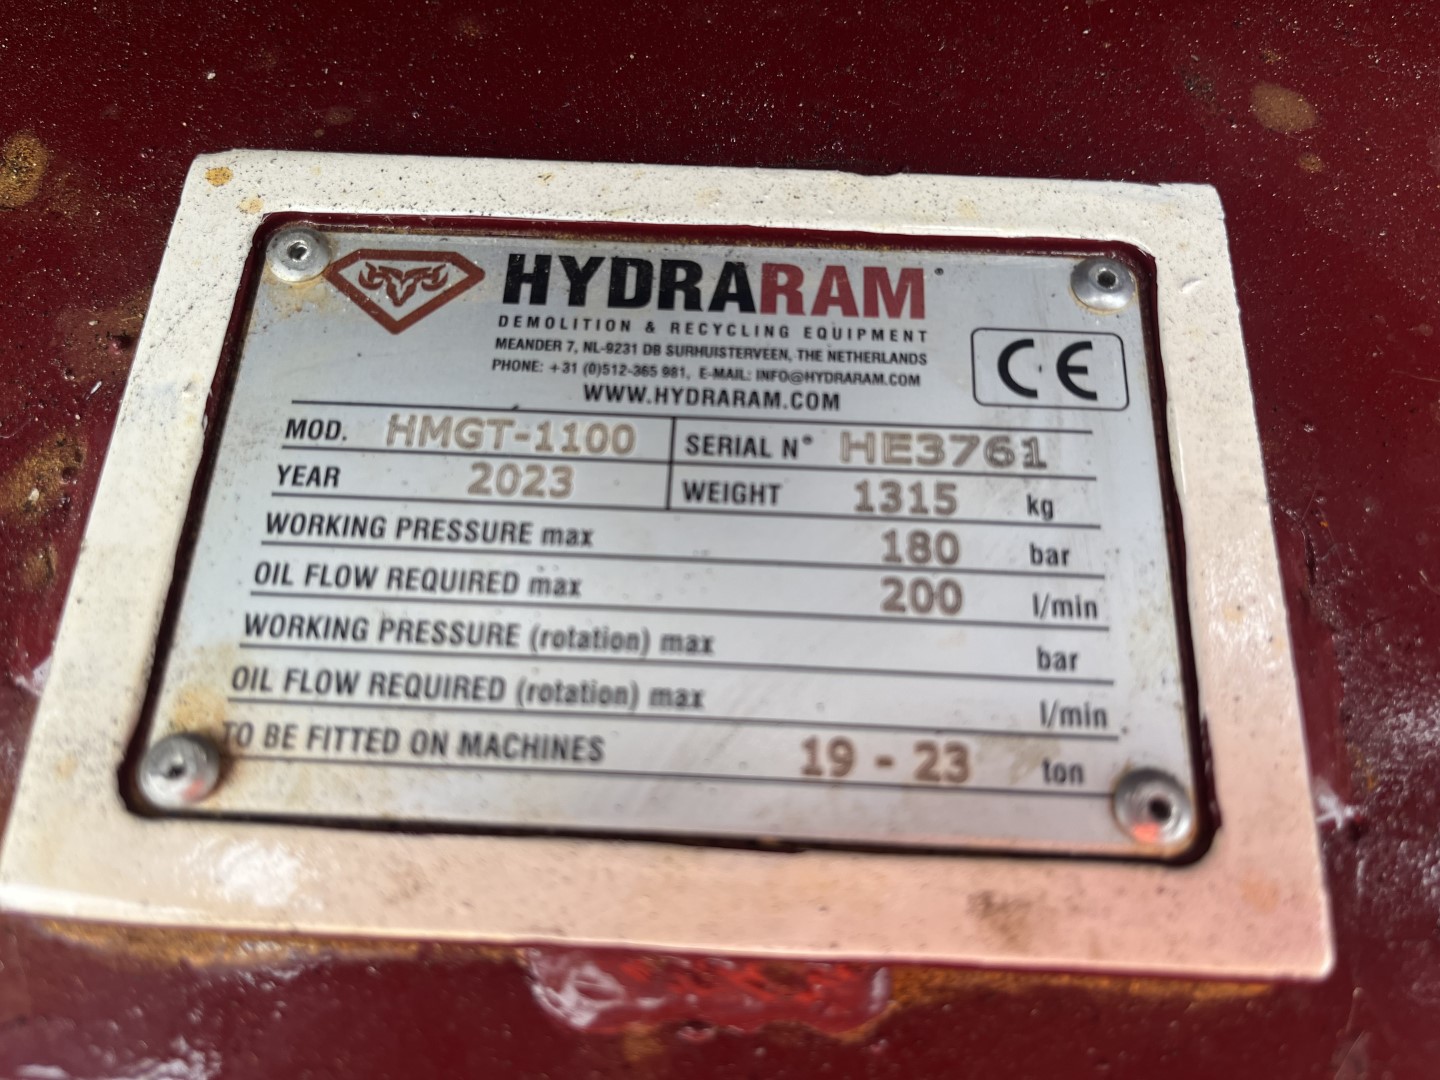 HYDRARAM
DEMOLITION & RECYCLING EQUIPMENT
MEANDER 7, NL-9231 DB SURHUISTERVEEN, THE NETHERLANDS
PHONE: +31 (0)512-365 981, E-MAIL: INFO@HYDRARAM.COM
WWW.HYDRARAM.COM
CE
MOD. HMGT-1100 SERIAL N° HE3761
YEAR 2023 WEIGHT 1315 kg
WORKING PRESSURE max 180 bar
OIL FLOW REQUIRED max 200 l/min
WORKING PRESSURE (rotation) max bar
OIL FLOW REQUIRED (rotation) max l/min
TO BE FITTED ON MACHINES 19 - 23 ton